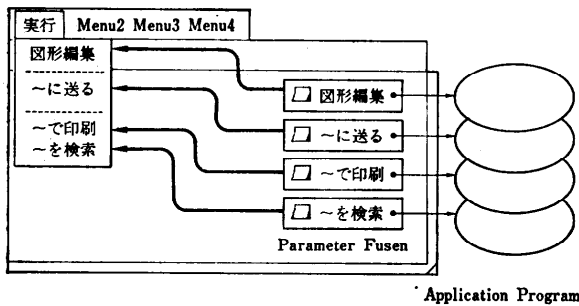 実行 Menu2 Menu3 Menu4
図形編集
~に送る
~で印刷
~を検索
図形編集
~に送る
~で印刷
~を検索
Parameter Fusen
Application Program